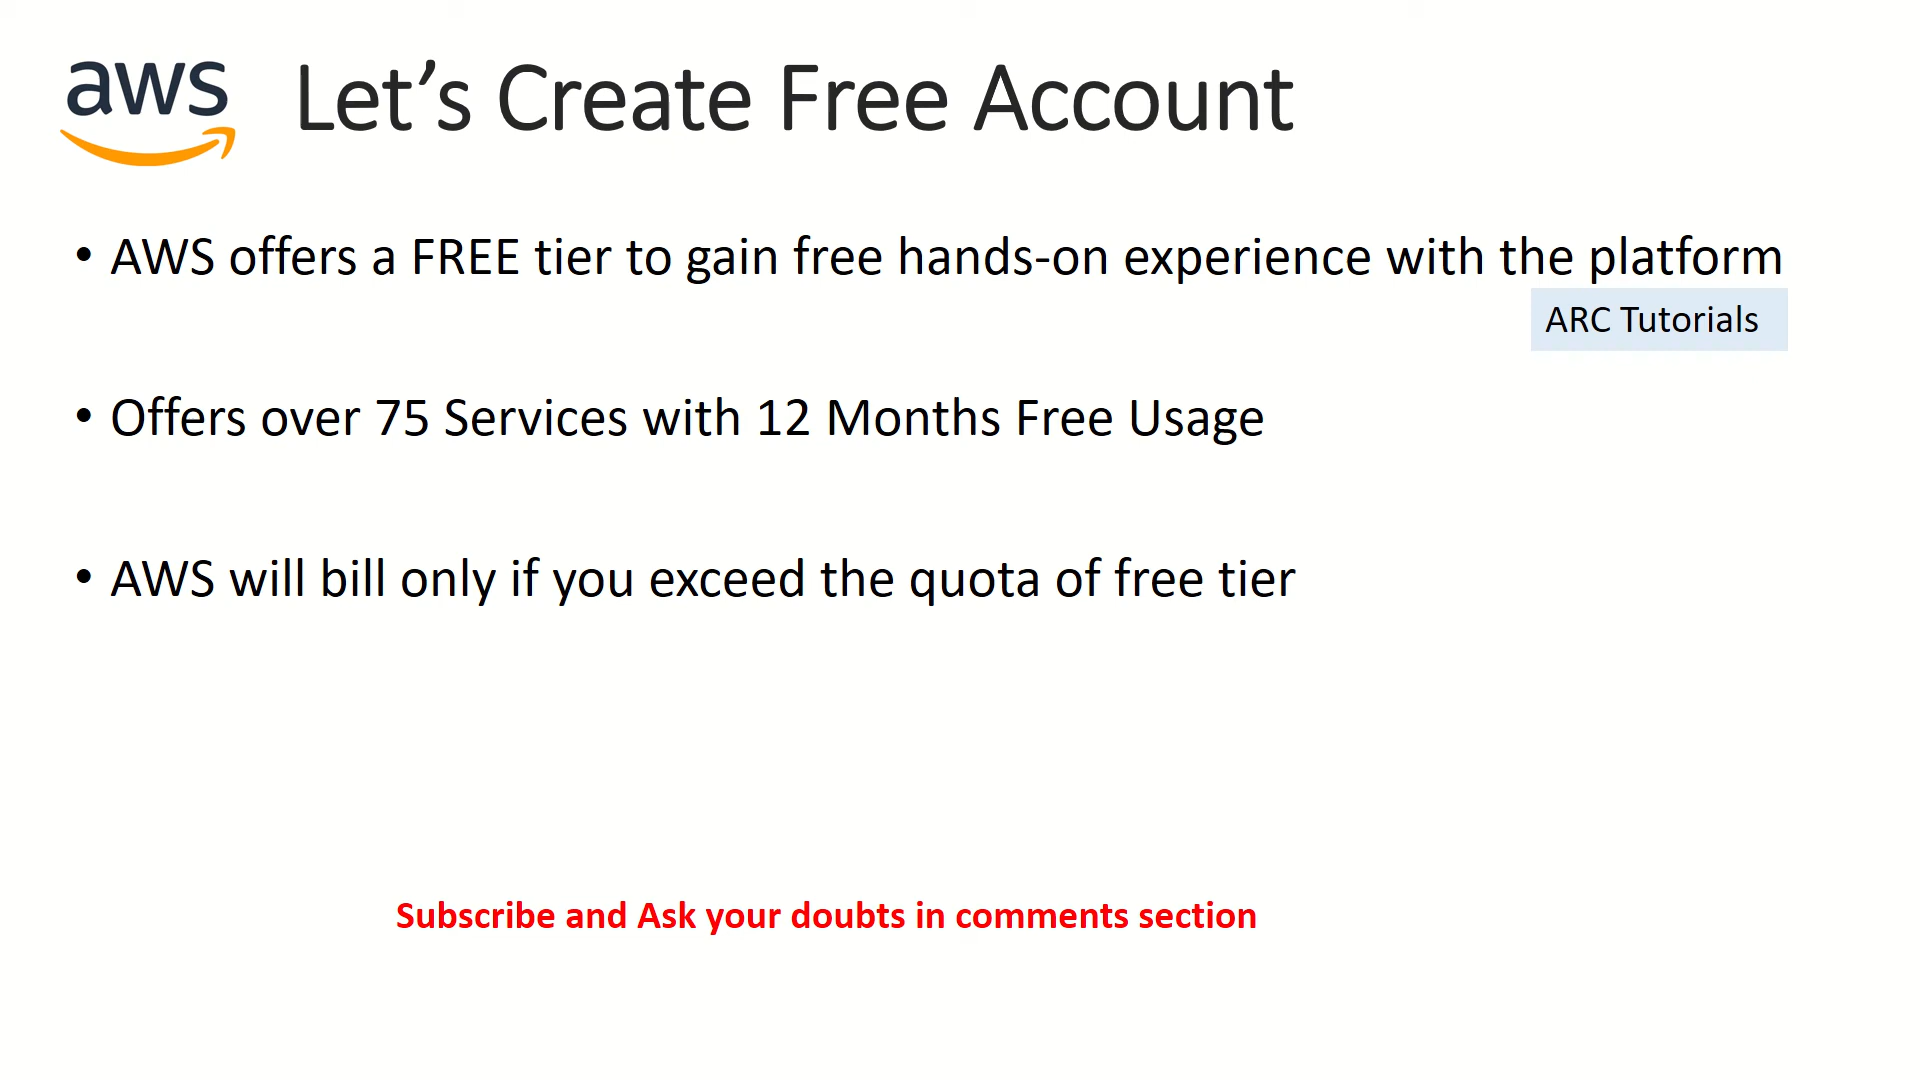 aws
Let’s Create Free Account
• AWS offers a FREE tier to gain free hands-on experience with the platform
ARC Tutorials
• Offers over 75 Services with 12 Months Free Usage
• AWS will bill only if you exceed the quota of free tier
Subscribe and Ask your doubts in comments section